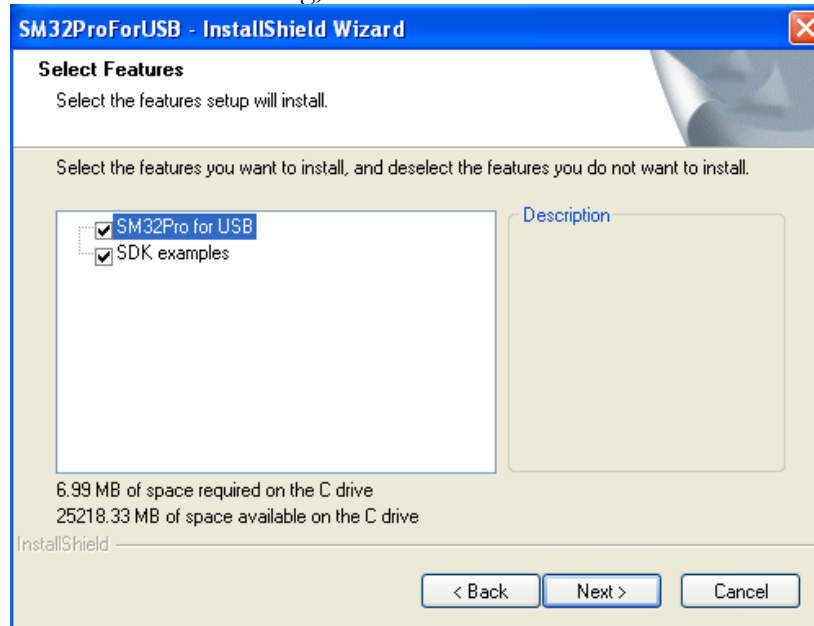 SM32ProForUSB - InstallShield Wizard
Select Features
Select the features setup will install.
Select the features you want to install, and deselect the features you do not want to install.
SM32Pro for USB
SDK examples
Description
6.99 MB of space required on the C drive
25218.33 MB of space available on the C drive
InstallShield
< Back
Next >
Cancel